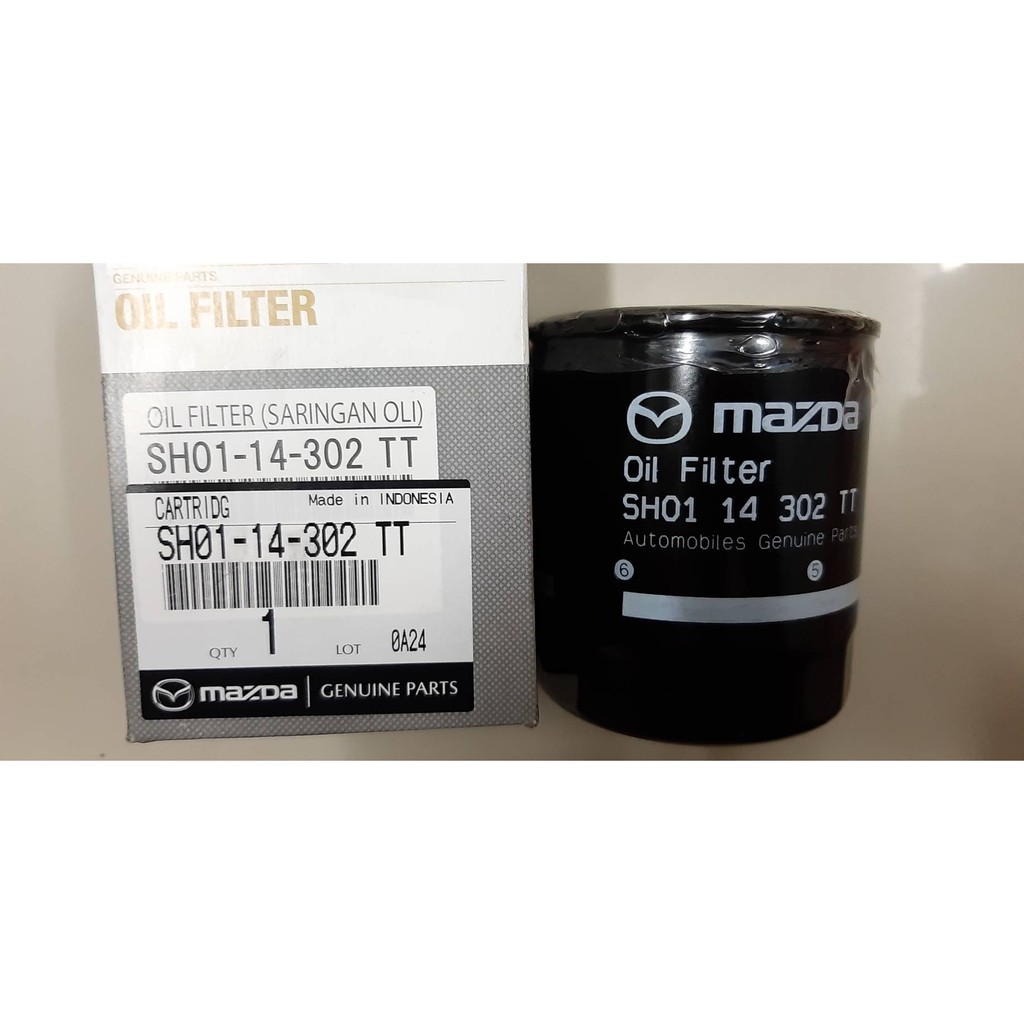 GENUINE PARTS
OIL FILTER
OIL FILTER (SARINGAN OLI)
SH01-14-302 TT
CARTRIDG Made in INDONESIA
SH01-14-302 TT
QTY 1 LOT 0A24
mazda GENUINE PARTS
mazda
Oil Filter
SH01 14 302 TT
Automobiles Genuine Parts
6 5